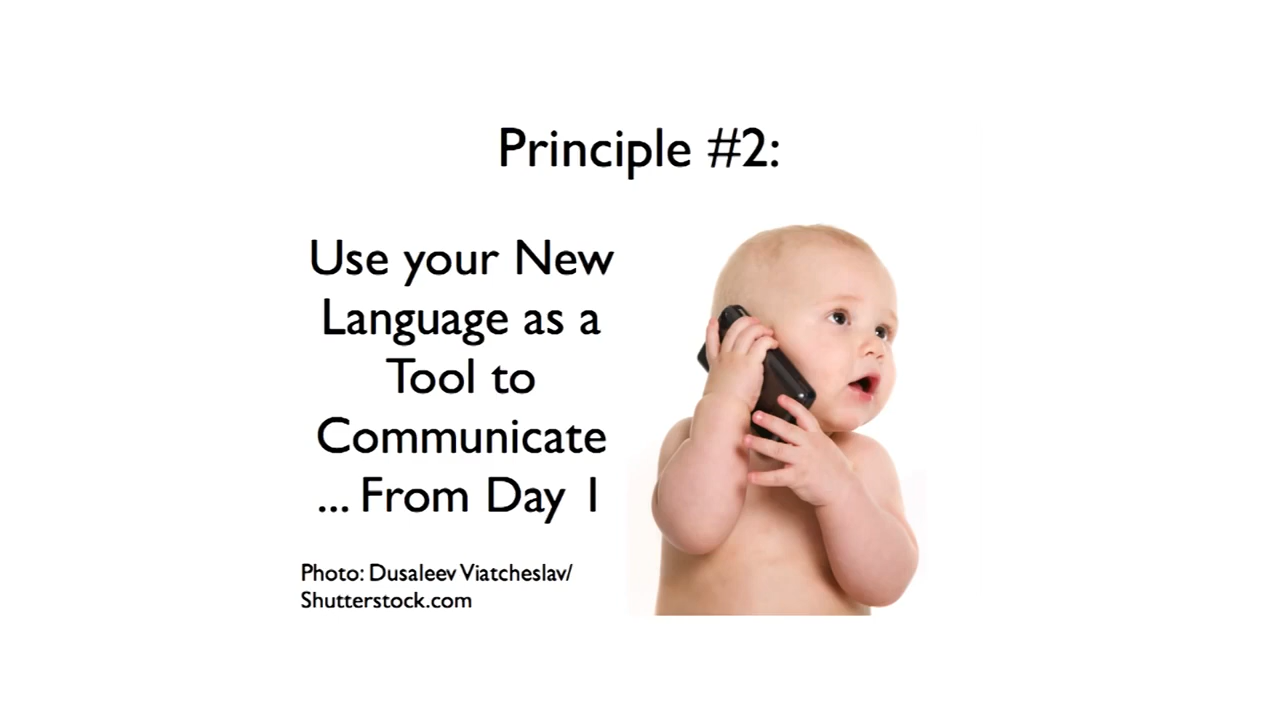 Principle #2:
Use your New
Language as a
Tool to
Communicate
... From Day 1
Photo: Dusaleev Viatcheslav/
Shutterstock.com